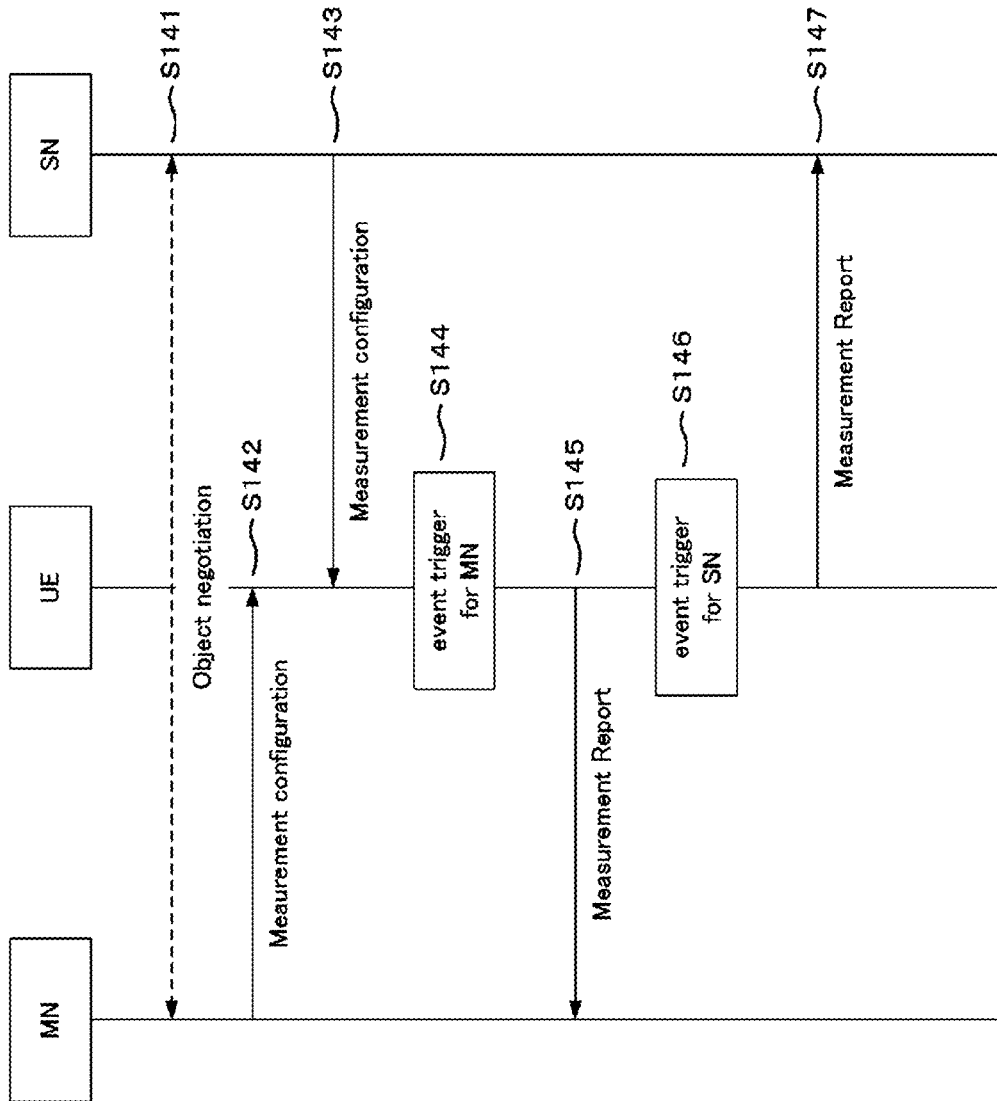 MN
UE
SN
S141
Object negotiation
S142
Meaurement configuration
S143
Measurement configuration
event trigger
for MN
S144
S145
Measurement Report
event trigger
for SN
S146
S147
Measurement Report